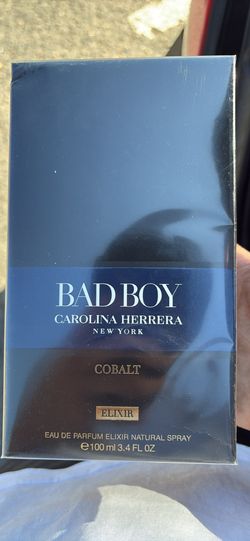 BAD BOY
CAROLINA HERRERA
NEW YORK
COBALT
ELIXIR
EAU DE PARFUM ELIXIR NATURAL SPRAY
℮100 ml 3.4 FL OZ